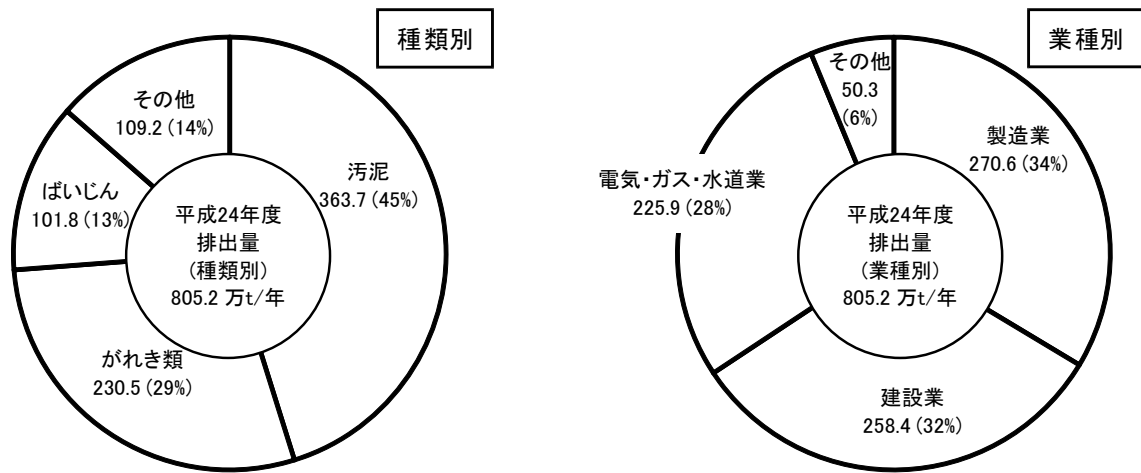 種類別
その他
109.2 (14%)
汚泥
363.7 (45%)
ばいじん
101.8 (13%)
平成24年度
排出量
(種類別)
805.2 万t/年
がれき類
230.5 (29%)
業種別
その他
50.3
(6%)
製造業
270.6 (34%)
電気・ガス・水道業
225.9 (28%)
平成24年度
排出量
(業種別)
805.2 万t/年
建設業
258.4 (32%)